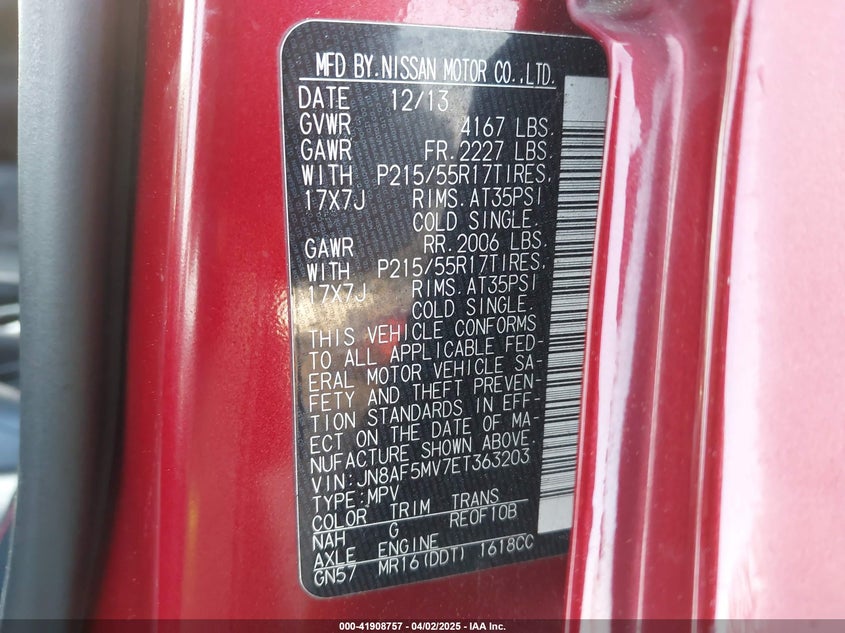 MFD BY.NISSAN MOTOR CO.,LTD.
DATE 12/13
GVWR 4167 LBS.
GAWR FR.2227 LBS.
WITH P215/55R17TIRES,
17X7J RIMS.AT35PSI
COLD SINGLE.
GAWR RR.2006 LBS.
WITH P215/55R17TIRES,
17X7J RIMS.AT35PSI
COLD SINGLE.
THIS VEHICLE CONFORMS
TO ALL APPLICABLE FED-
ERAL MOTOR VEHICLE SA-
FETY AND THEFT PREVEN-
TION STANDARDS IN EFF-
ECT ON THE DATE OF MA-
NUFACTURE SHOWN ABOVE.
VIN:JN8AF5MV7ET363203
TYPE:MPV
COLOR TRIM TRANS
NAH G RE0F10B
AXLE ENGINE
GN57 MR16(DDT) 1618CC
000-41908757 - 04/02/2025 - IAA Inc.